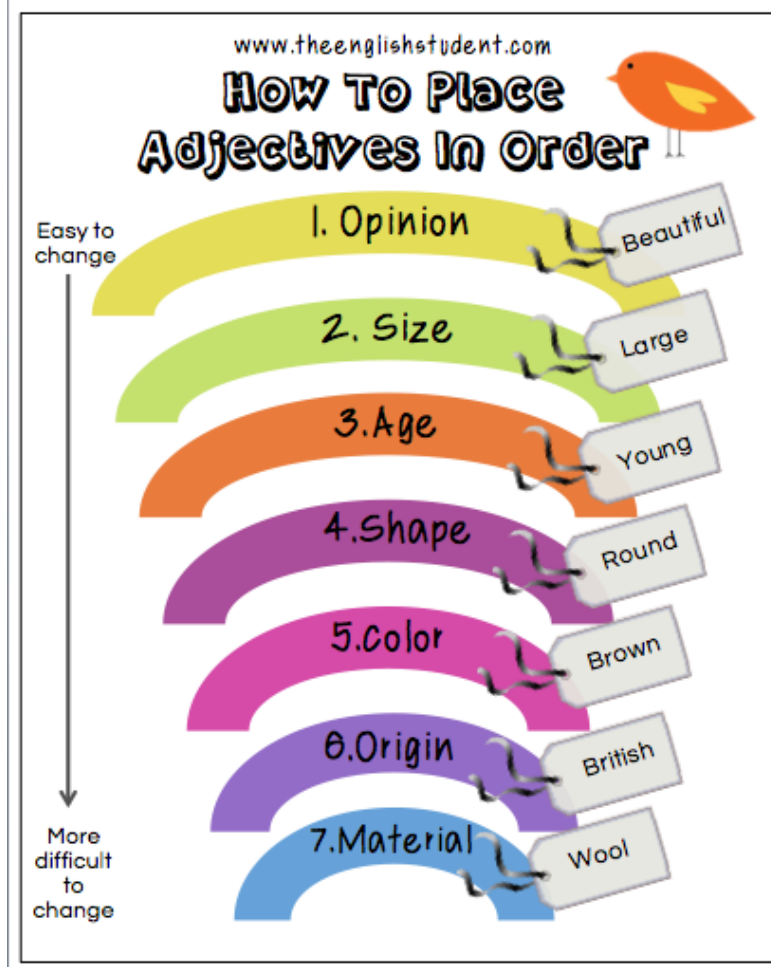 www.theenglishstudent.com
How To Place
Adjectives In Order
Easy to
change
1. Opinion
Beautiful
2. Size
Large
3.Age
Young
4.Shape
Round
5.Color
Brown
6.Origin
British
7.Material
Wool
More
difficult
to
change